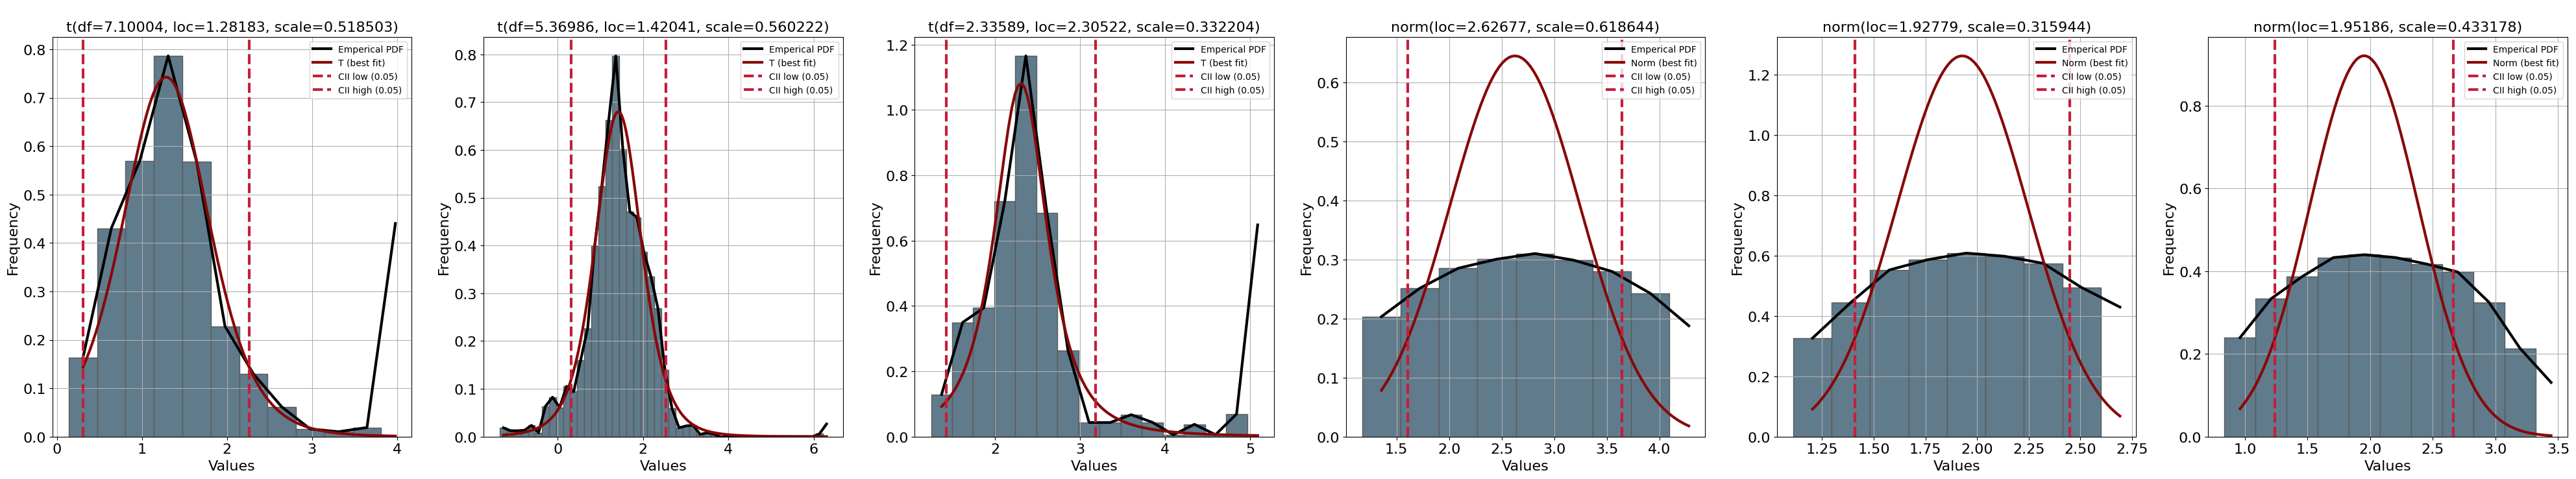 t(df=7.10004, loc=1.28183, scale=0.518503)
0.8
0.7
0.6
0.5
0.4
0.3
0.2
0.1
0.0
Frequency
0 1 2 3 4
Values
Emperical PDF
T (best fit)
CII low (0.05)
CII high (0.05)
t(df=5.36986, loc=1.42041, scale=0.560222)
0.8
0.7
0.6
0.5
0.4
0.3
0.2
0.1
0.0
Frequency
0 2 4 6
Values
Emperical PDF
T (best fit)
CII low (0.05)
CII high (0.05)
t(df=2.33589, loc=2.30522, scale=0.332204)
1.2
1.0
0.8
0.6
0.4
0.2
0.0
Frequency
2 3 4 5
Values
Emperical PDF
T (best fit)
CII low (0.05)
CII high (0.05)
norm(loc=2.62677, scale=0.618644)
0.6
0.5
0.4
0.3
0.2
0.1
0.0
Frequency
1.5 2.0 2.5 3.0 3.5 4.0
Values
Emperical PDF
Norm (best fit)
CII low (0.05)
CII high (0.05)
norm(loc=1.92779, scale=0.315944)
1.2
1.0
0.8
0.6
0.4
0.2
0.0
Frequency
1.25 1.50 1.75 2.00 2.25 2.50 2.75
Values
Emperical PDF
Norm (best fit)
CII low (0.05)
CII high (0.05)
norm(loc=1.95186, scale=0.433178)
0.8
0.6
0.4
0.2
0.0
Frequency
1.0 1.5 2.0 2.5 3.0 3.5
Values
Emperical PDF
Norm (best fit)
CII low (0.05)
CII high (0.05)